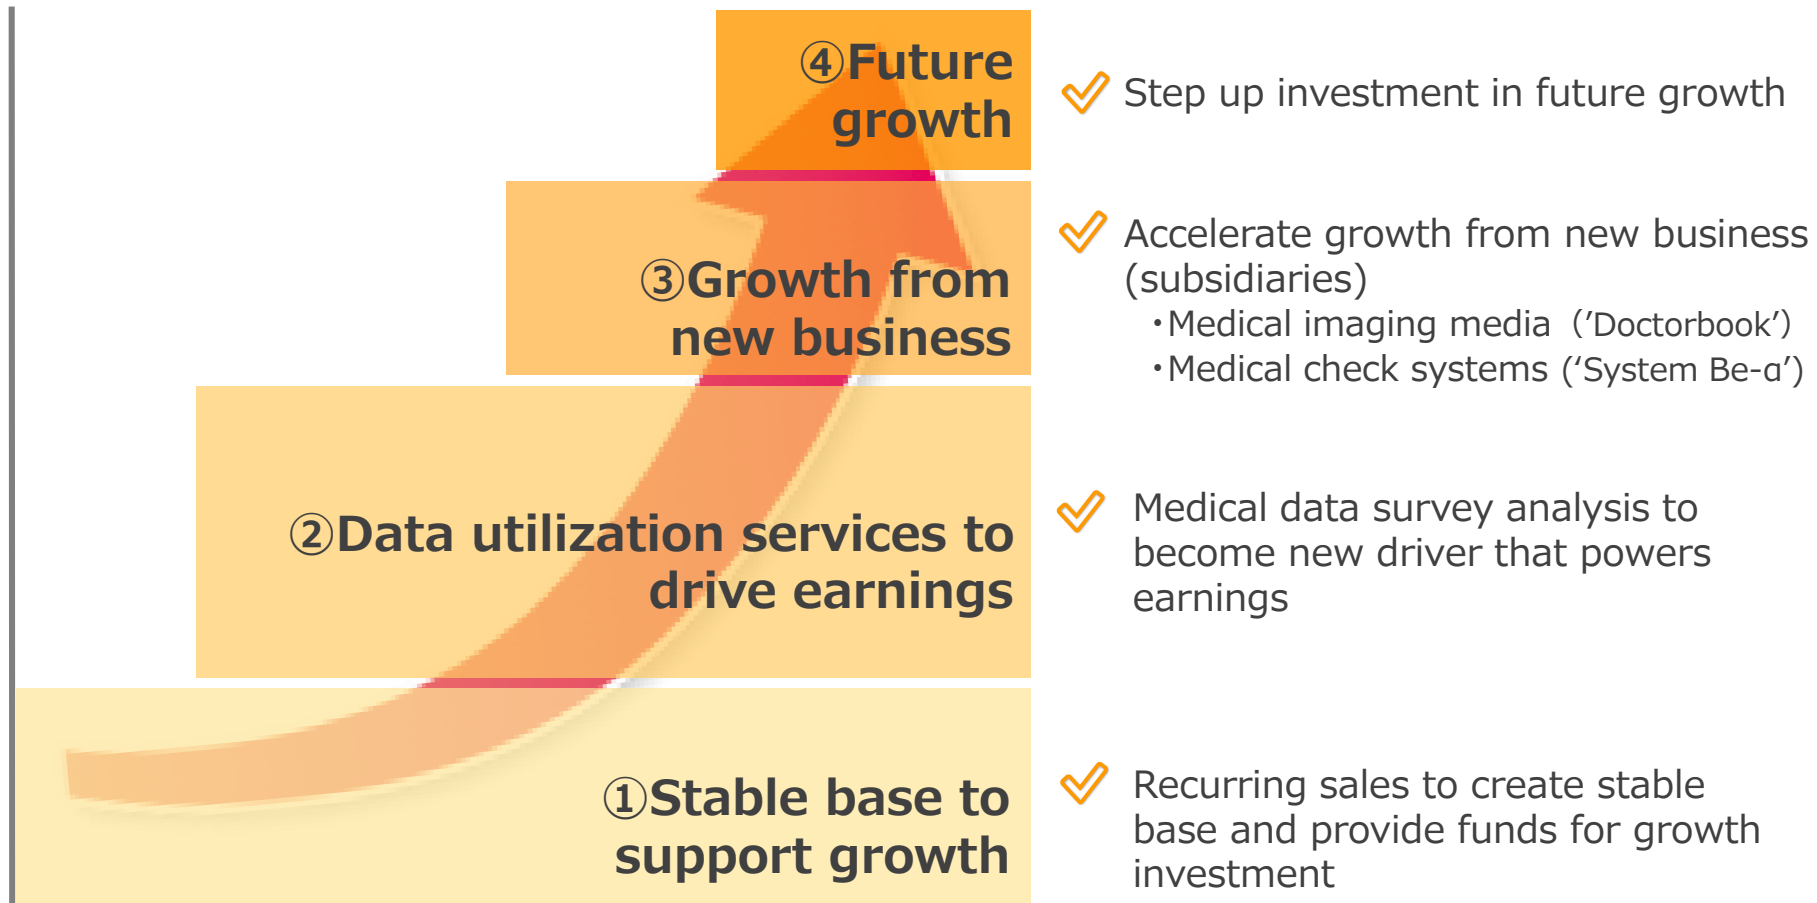 ④Future
growth
Step up investment in future growth
③Growth from
new business
Accelerate growth from new business
(subsidiaries)
・Medical imaging media（’Doctorbook’）
・Medical check systems (‘System Be-α’)
②Data utilization services to
drive earnings
Medical data survey analysis to
become new driver that powers
earnings
①Stable base to
support growth
Recurring sales to create stable
base and provide funds for growth
investment